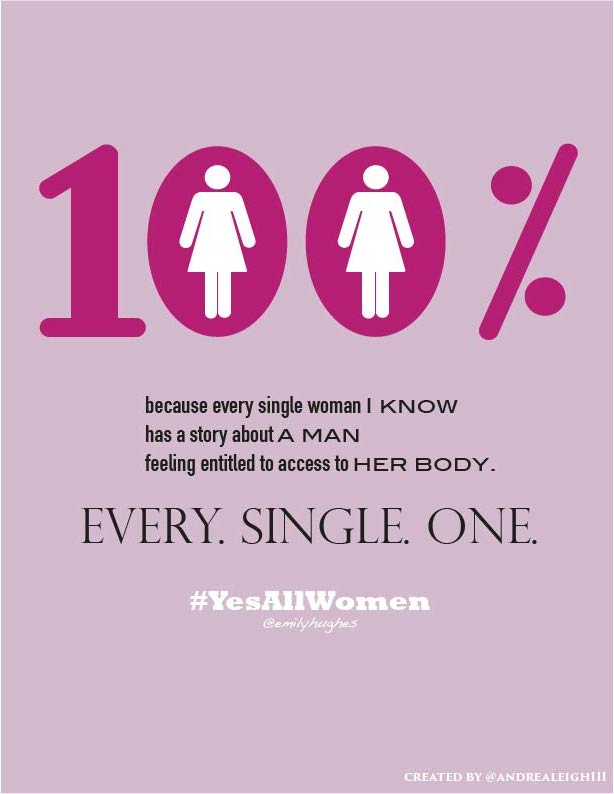 100%
because every single woman I KNOW
has a story about A MAN
feeling entitled to access to HER BODY.
EVERY. SINGLE. ONE.
#YesAllWomen
@emilyhughes
CREATED BY @ANDREALEIGH111